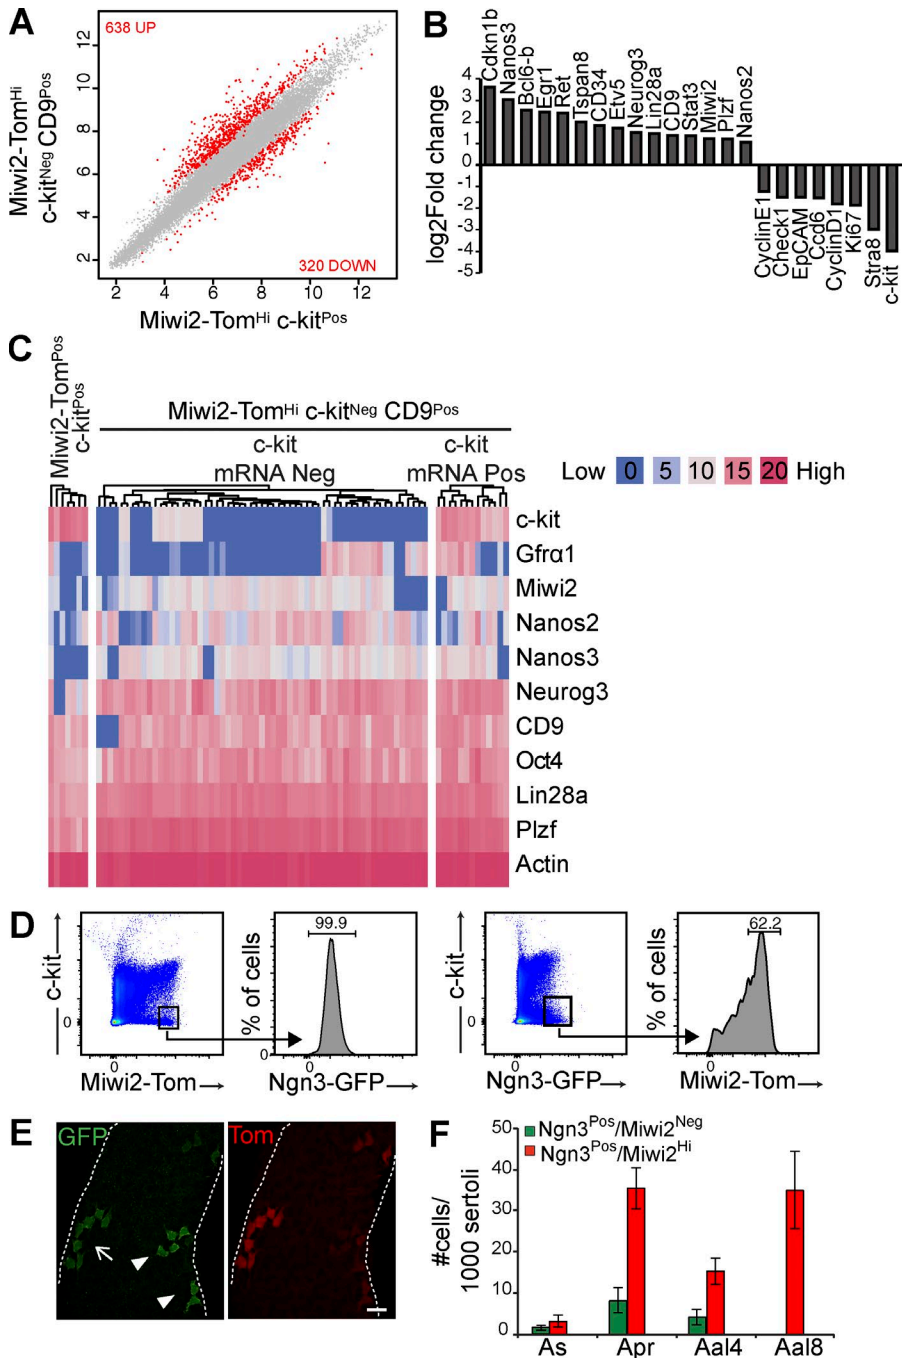 A
638 UP
Miwi2-TomHi
c-kitNeg CD9Pos
12
10
8
6
4
2
320 DOWN
2 4 6 8 10 12
Miwi2-TomHi c-kitPos
B
log2Fold change
4
3
2
1
0
-1
-2
-3
-4
-5
Cdkn1b
Nanos3
Bcl6-b
Egr1
Ret
Tspan8
CD34
Etv5
Neurog3
Lin28a
CD9
Stat3
Miwi2
Plzf
Nanos2
CyclinE1
Check1
EpCAM
Ccd6
CyclinD1
Ki67
Stra8
c-kit
C
Miwi2-TomPos
c-kitPos
Miwi2-TomHi c-kitNeg CD9Pos
c-kit
mRNA Neg
c-kit
mRNA Pos
Low 0 5 10 15 20 High
c-kit
Gfrα1
Miwi2
Nanos2
Nanos3
Neurog3
CD9
Oct4
Lin28a
Plzf
Actin
D
c-kit
0
0
Miwi2-Tom
% of cells
99.9
0
0
Ngn3-GFP
c-kit
0
0
Ngn3-GFP
% of cells
62.2
0
Miwi2-Tom
E
GFP
Tom
F
Ngn3Pos/Miwi2Neg
Ngn3Pos/Miwi2Hi
#cells/
1000 sertoli
50
40
30
20
10
0
As Apr Aal4 Aal8